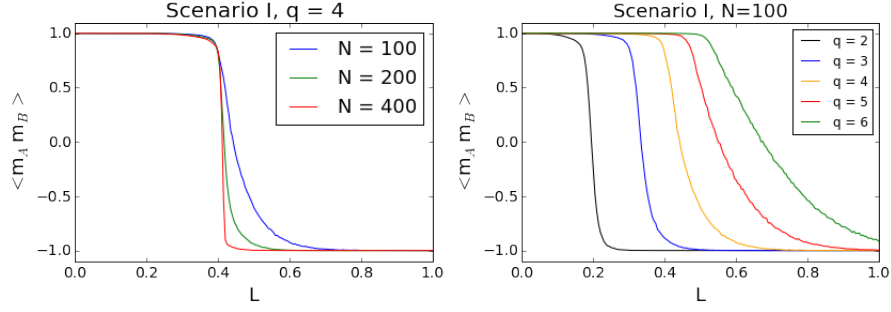 Scenario I, q = 4
1.0
0.5
0.0
−0.5
−1.0
<m_A m_B >
0.0 0.2 0.4 0.6 0.8 1.0
L
N = 100
N = 200
N = 400
Scenario I, N=100
1.0
0.5
0.0
−0.5
−1.0
<m_A m_B >
0.0 0.2 0.4 0.6 0.8 1.0
L
q = 2
q = 3
q = 4
q = 5
q = 6